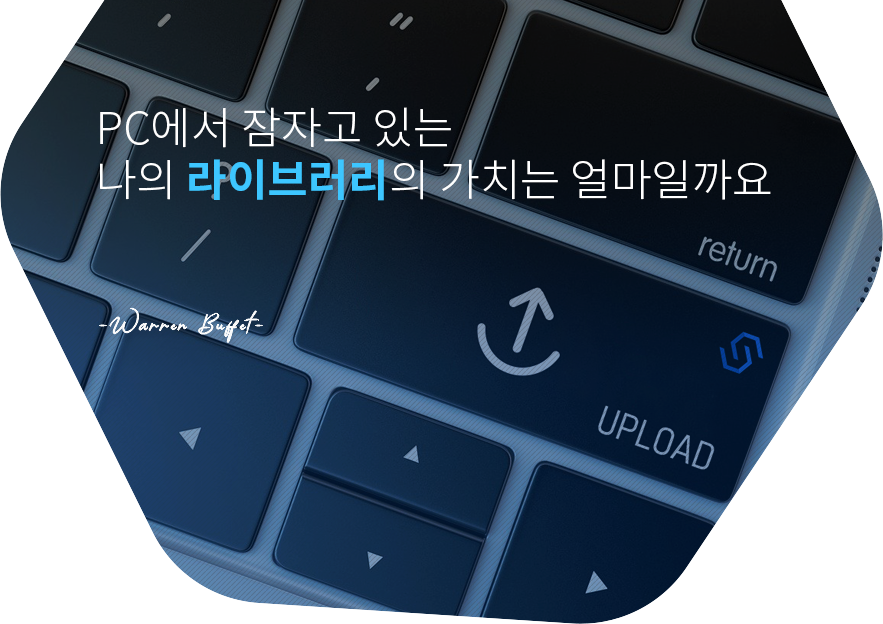 PC에서 잠자고 있는
나의 라이브러리의 가치는 얼마일까요
return
-Warren Buffet-
UPLOAD